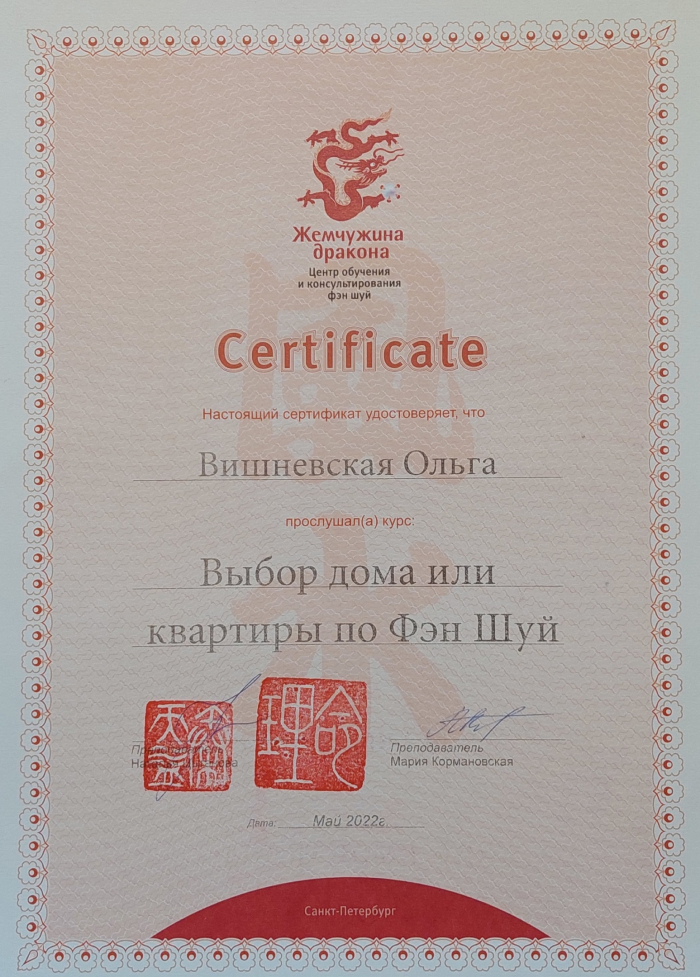 Жемчужина
дракона
Центр обучения
и консультирования
фэн шуй
Certificate
Настоящий сертификат удостоверяет, что
Вишневская Ольга
прослушал(а) курс:
Выбор дома или
квартиры по Фэн Шуй
Преподаватель
Преподаватель
Мария Кормановская
Дата: Май 2022г.
Санкт-Петербург